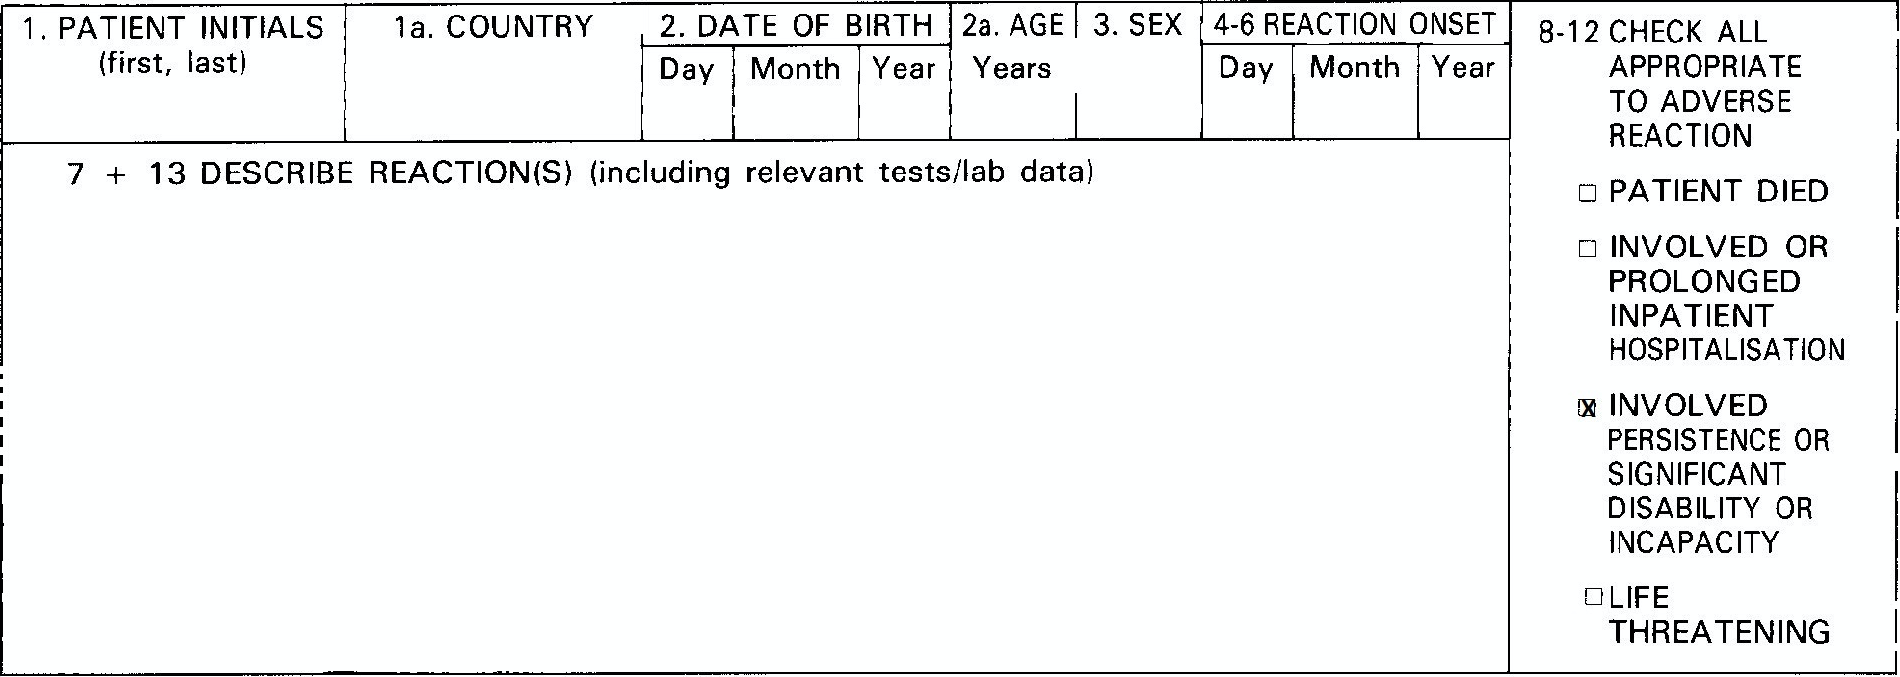 1. PATIENT INITIALS
(first, last)
1a. COUNTRY
2. DATE OF BIRTH
Day Month Year
2a. AGE
Years
3. SEX
4-6 REACTION ONSET
Day Month Year
7 + 13 DESCRIBE REACTION(S) (including relevant tests/lab data)
8-12 CHECK ALL
APPROPRIATE
TO ADVERSE
REACTION
PATIENT DIED
INVOLVED OR
PROLONGED
INPATIENT
HOSPITALISATION
X INVOLVED
PERSISTENCE OR
SIGNIFICANT
DISABILITY OR
INCAPACITY
LIFE
THREATENING